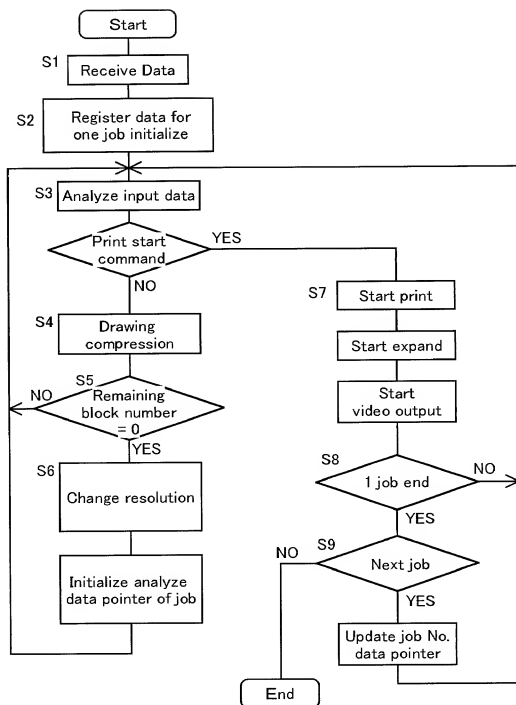 Start
S1
Receive Data
S2
Register data for
one job initialize
S3
Analyze input data
Print start
command
YES
NO
S4
Drawing
compression
S5
NO
Remaining
block number
= 0
YES
S6
Change resolution
Initialize analyze
data pointer of job
S7
Start print
Start expand
Start
video output
S8
1 job end
NO
YES
S9
NO
Next job
YES
Update job No.
data pointer
End